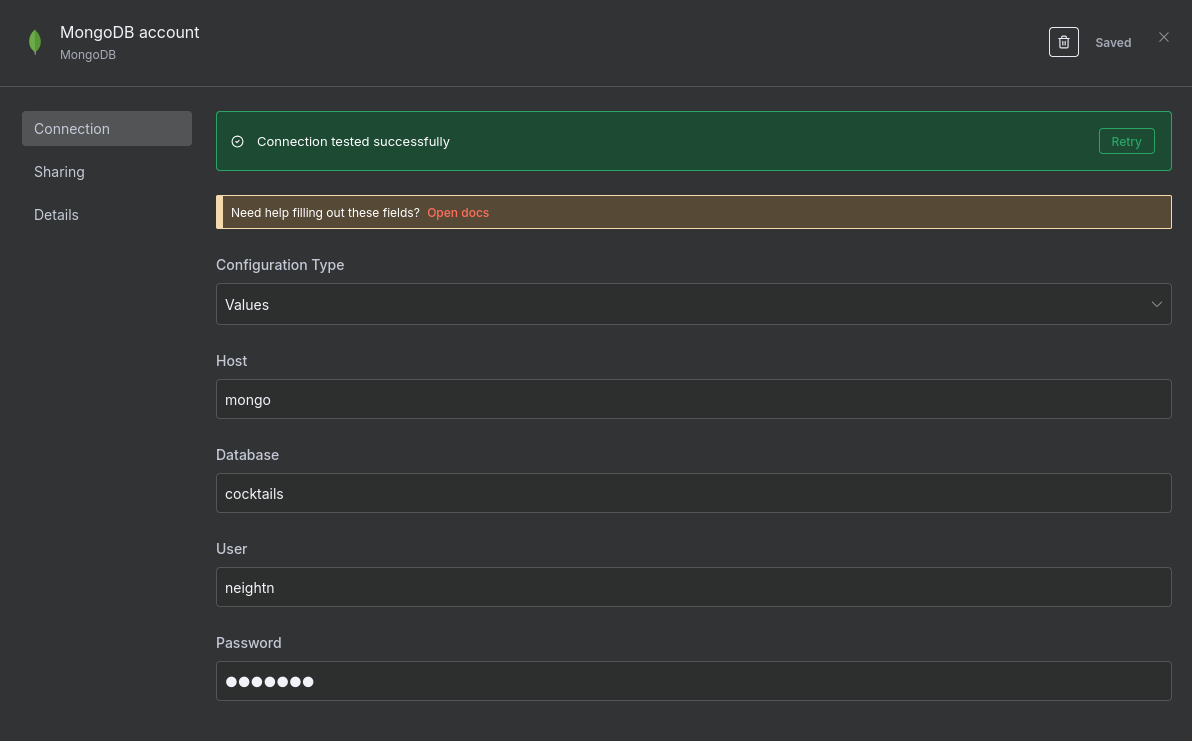 MongoDB account
MongoDB
Saved
Connection
Sharing
Details
Connection tested successfully
Retry
Need help filling out these fields? Open docs
Configuration Type
Values
Host
mongo
Database
cocktails
User
neightn
Password
●●●●●●●